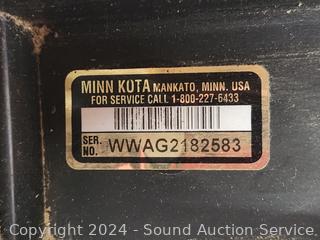 MINN KOTA MANKATO, MINN. USA
FOR SERVICE CALL 1-800-227-6433
SER. NO. WWAG2182583
Copyright 2024 - Sound Auction Service